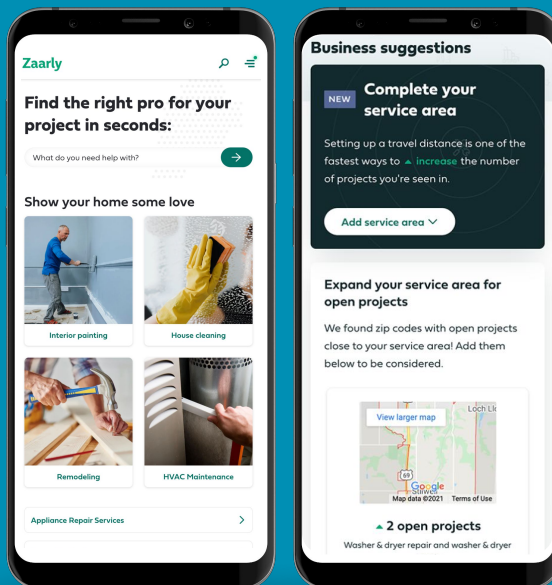 Zaarly
Find the right pro for your
project in seconds:
What do you need help with?
Show your home some love
Interior painting
House cleaning
Remodeling
HVAC Maintenance
Appliance Repair Services
Business suggestions
NEW
Complete your
service area
Setting up a travel distance is one of the
fastest ways to ▲ increase the number
of projects you're seen in.
Add service area
Expand your service area for
open projects
We found zip codes with open projects
close to your service area! Add them
below to be considered.
View larger map
Loch Llo
69
Google
Stilwell
Map data ©2021 Terms of Use
▲ 2 open projects
Washer & dryer repair and washer & dryer